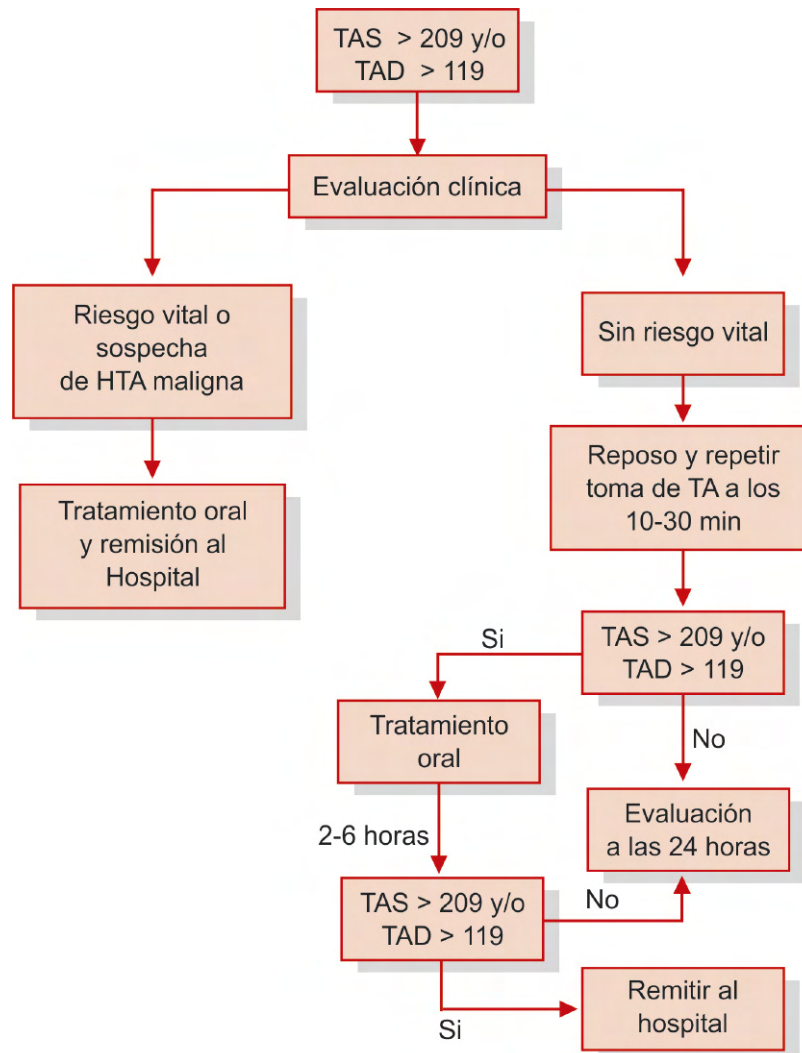 TAS > 209 y/o
TAD > 119
Evaluación clínica
Riesgo vital o
sospecha
de HTA maligna
Sin riesgo vital
Tratamiento oral
y remisión al
Hospital
Reposo y repetir
toma de TA a los
10-30 min
TAS > 209 y/o
TAD > 119
Si
No
Tratamiento
oral
2-6 horas
Evaluación
a las 24 horas
TAS > 209 y/o
TAD > 119
No
Si
Remitir al
hospital